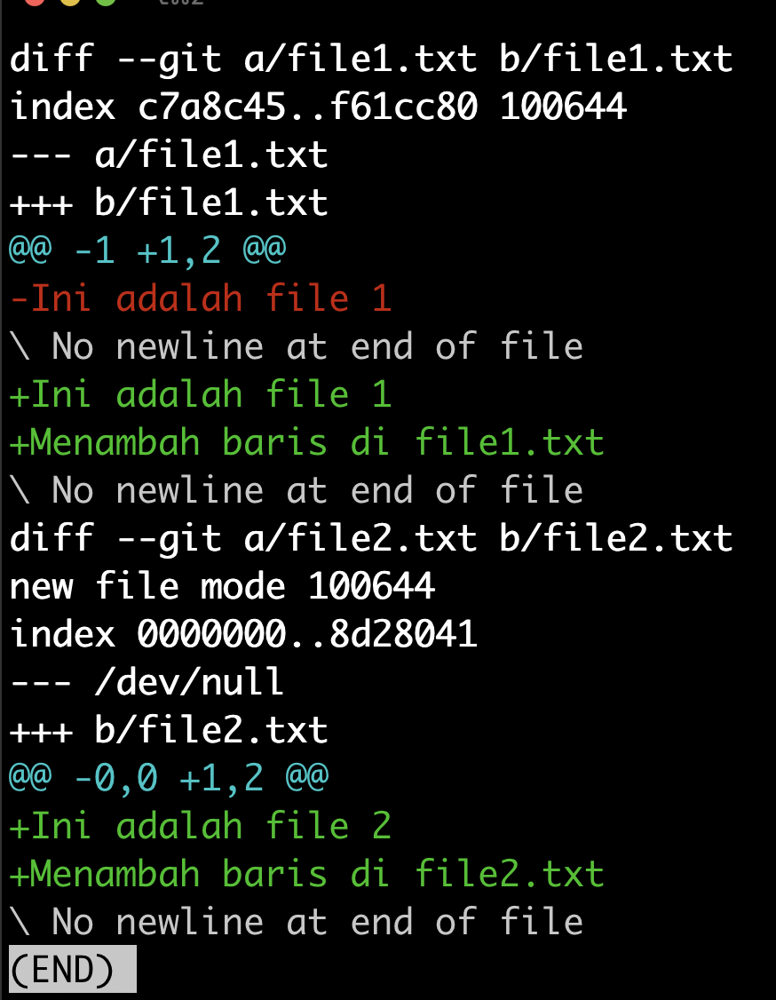 diff --git a/file1.txt b/file1.txt
index c7a8c45..f61cc80 100644
--- a/file1.txt
+++ b/file1.txt
@@ -1 +1,2 @@
-Ini adalah file 1
\ No newline at end of file
+Ini adalah file 1
+Menambah baris di file1.txt
\ No newline at end of file
diff --git a/file2.txt b/file2.txt
new file mode 100644
index 0000000..8d28041
--- /dev/null
+++ b/file2.txt
@@ -0,0 +1,2 @@
+Ini adalah file 2
+Menambah baris di file2.txt
\ No newline at end of file
(END)